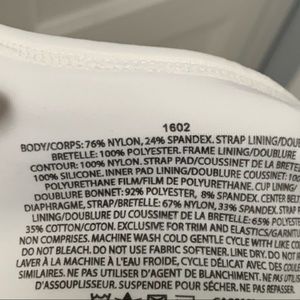 1602
BODY/CORPS: 76% NYLON, 24% SPANDEX. STRAP LINING/DOUBLURE
BRETELLE: 100% POLYESTER. FRAME LINING/DOUBLURE
CONTOUR: 100% NYLON. STRAP PAD/COUSSINET DE LA BRETEL
100% SILICONE. INNER PAD LINING/DOUBLURE COUSSINET: 100
POLYURETHANE FILM/FILM DE POLYURETHANE. CUP LINING/
DOUBLURE BONNET: 92% POLYESTER, 8% SPANDEX. CENTER BELT
DIAPHRAGME, STRAP/BRETELLE: 67% NYLON, 33% SPANDEX. STRAP
LINING/DOUBLURE DU COUSSINET DE LA BRETELLE: 65% POLYEST
35% COTTON/COTON. EXCLUSIVE FOR TRIM AND ELASTICS/GARNIT
NON COMPRISES. MACHINE WASH COLD GENTLE CYCLE WITH LIKE CO
DO NOT BLEACH. DO NOT USE FABRIC SOFTENER. LINE DRY. DO NOT
LAVER À LA MACHINE À L'EAU FROIDE, CYCLE DÉLICAT AVEC DES COULE
SIMILAIRES. NE PAS UTILISER D'AGENT DE BLANCHIMENT. NE PAS UTILIS
D'ASSOUPLISSEUR. SUSPENDRE POUR SÉCHER. NE PAS REPASSER.